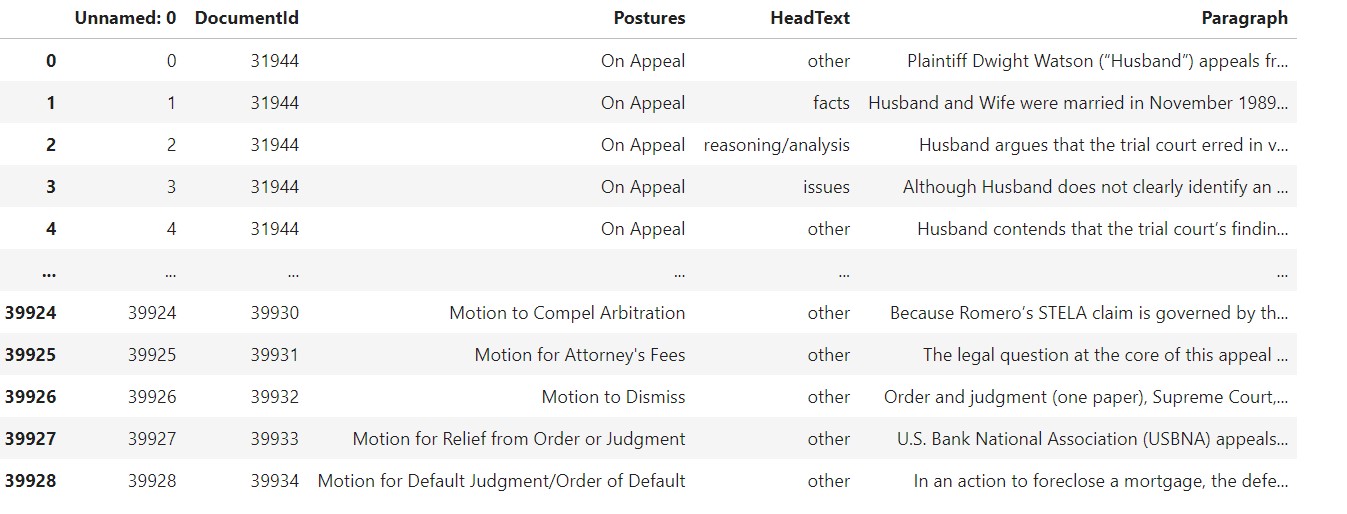 Unnamed: 0 DocumentId Postures HeadText Paragraph
0 0 31944 On Appeal other Plaintiff Dwight Watson (“Husband”) appeals fr...
1 1 31944 On Appeal facts Husband and Wife were married in November 1989...
2 2 31944 On Appeal reasoning/analysis Husband argues that the trial court erred in v...
3 3 31944 On Appeal issues Although Husband does not clearly identify an ...
4 4 31944 On Appeal other Husband contends that the trial court’s findin...
... ... ... ... ... ...
39924 39924 39930 Motion to Compel Arbitration other Because Romero’s STELA claim is governed by th...
39925 39925 39931 Motion for Attorney's Fees other The legal question at the core of this appeal ...
39926 39926 39932 Motion to Dismiss other Order and judgment (one paper), Supreme Court,...
39927 39927 39933 Motion for Relief from Order or Judgment other U.S. Bank National Association (USBNA) appeals...
39928 39928 39934 Motion for Default Judgment/Order of Default other In an action to foreclose a mortgage, the defe...